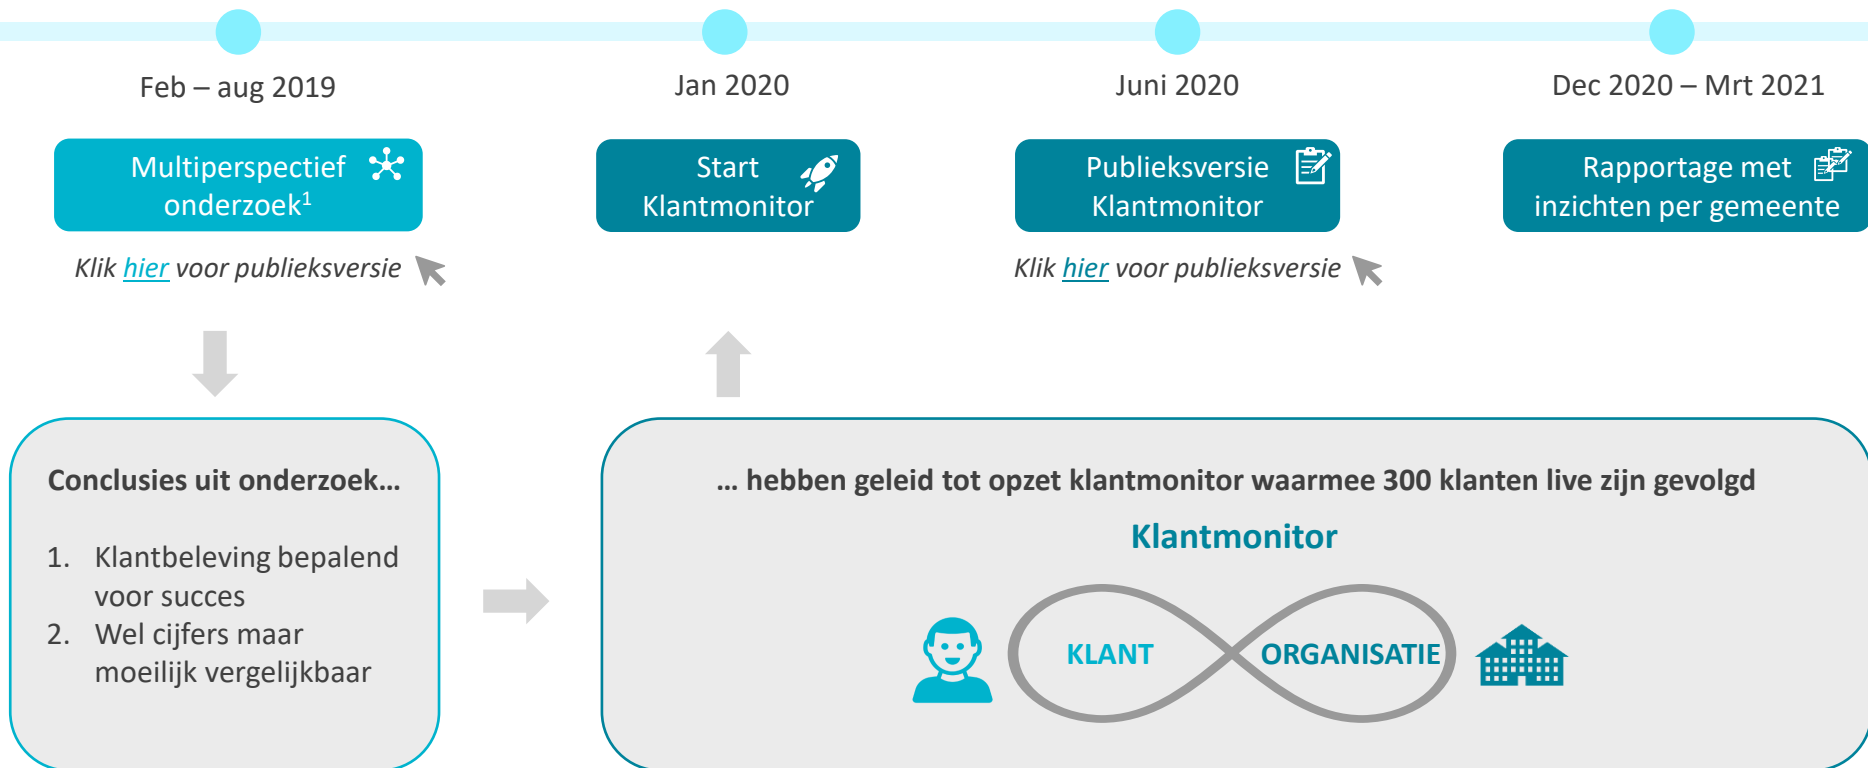 Feb – aug 2019
Jan 2020
Juni 2020
Dec 2020 – Mrt 2021
Multiperspectief
onderzoek¹
Start
Klantmonitor
Publieksversie
Klantmonitor
Rapportage met
inzichten per gemeente
Klik hier voor publieksversie
Klik hier voor publieksversie
Conclusies uit onderzoek…
1. Klantbeleving bepalend
voor succes
2. Wel cijfers maar
moeilijk vergelijkbaar
… hebben geleid tot opzet klantmonitor waarmee 300 klanten live zijn gevolgd
Klantmonitor
KLANT
ORGANISATIE